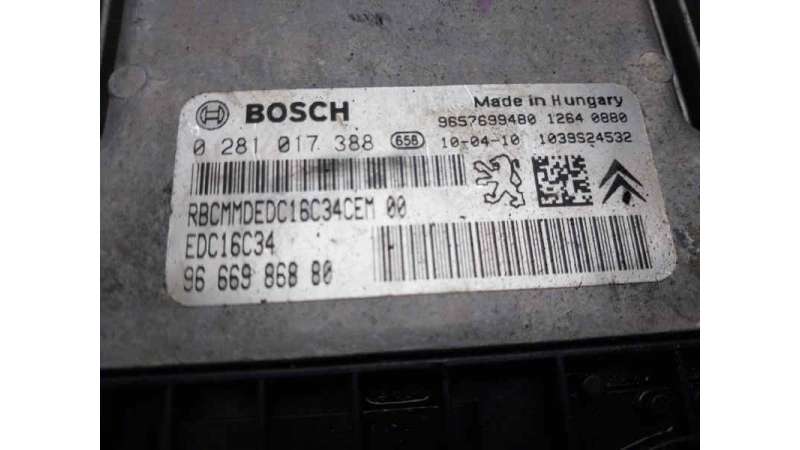 BOSCH
Made in Hungary
9657699480 1264 0880
0 281 017 388 658 10-04-10 1039S24532
RBCMMDEDC16C34CEM 00
EDC16C34
96 669 868 80